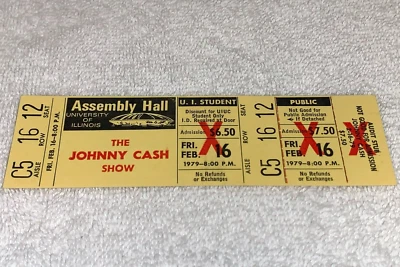 C5 16 12
AISLE ROW SEAT
FRI. FEB. 16-8:00 P.M.
Assembly Hall
UNIVERSITY OF ILLINOIS
THE
JOHNNY CASH
SHOW
U. I. STUDENT
Discount for UIUC
Student Only
I.D. Required at Door
Admission $6.50
FRI.
FEB. 16
1979-8:00 P.M.
No Refunds
or Exchanges
C5 16 12
AISLE ROW SEAT
PUBLIC
Not Good for
Public Admission
If Detached
Admission $7.50
FRI.
FEB. 16
1979-8:00 P.M.
No Refunds
or Exchanges
X X X
$7.50